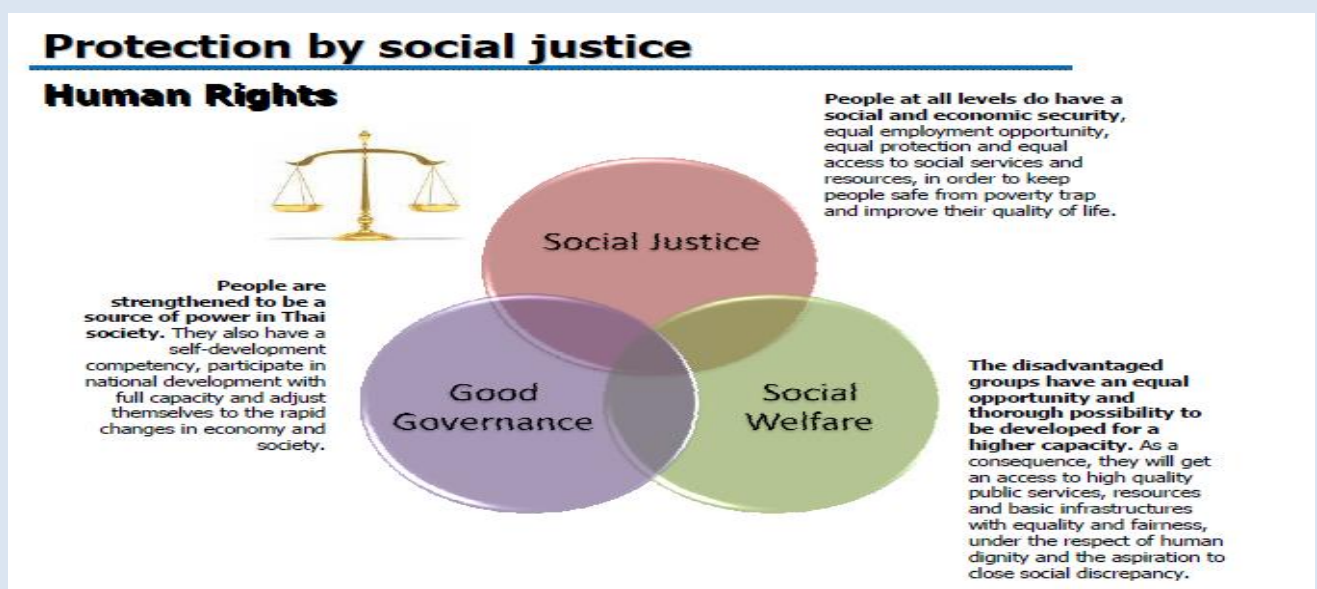 Protection by social justice
Human Rights
People at all levels do have a
social and economic security,
equal employment opportunity,
equal protection and equal
access to social services and
resources, in order to keep
people safe from poverty trap
and improve their quality of life.
Social Justice
People are
strengthened to be a
source of power in Thai
society. They also have a
self-development
competency, participate in
national development with
full capacity and adjust
themselves to the rapid
changes in economy and
society.
Good
Governance
Social
Welfare
The disadvantaged
groups have an equal
opportunity and
thorough possibility to
be developed for a
higher capacity. As a
consequence, they will get
an access to high quality
public services, resources
and basic infrastructures
with equality and fairness,
under the respect of human
dignity and the aspiration to
close social discrepancy.